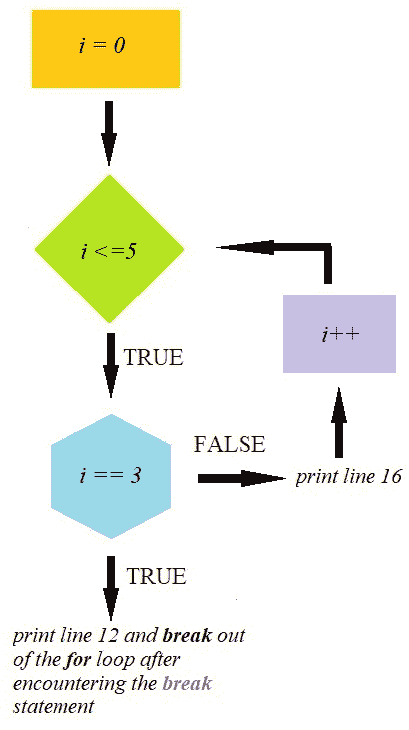 i = 0
i <=5
TRUE
i++
i == 3
FALSE
print line 16
TRUE
print line 12 and break out
of the for loop after
encountering the break
statement